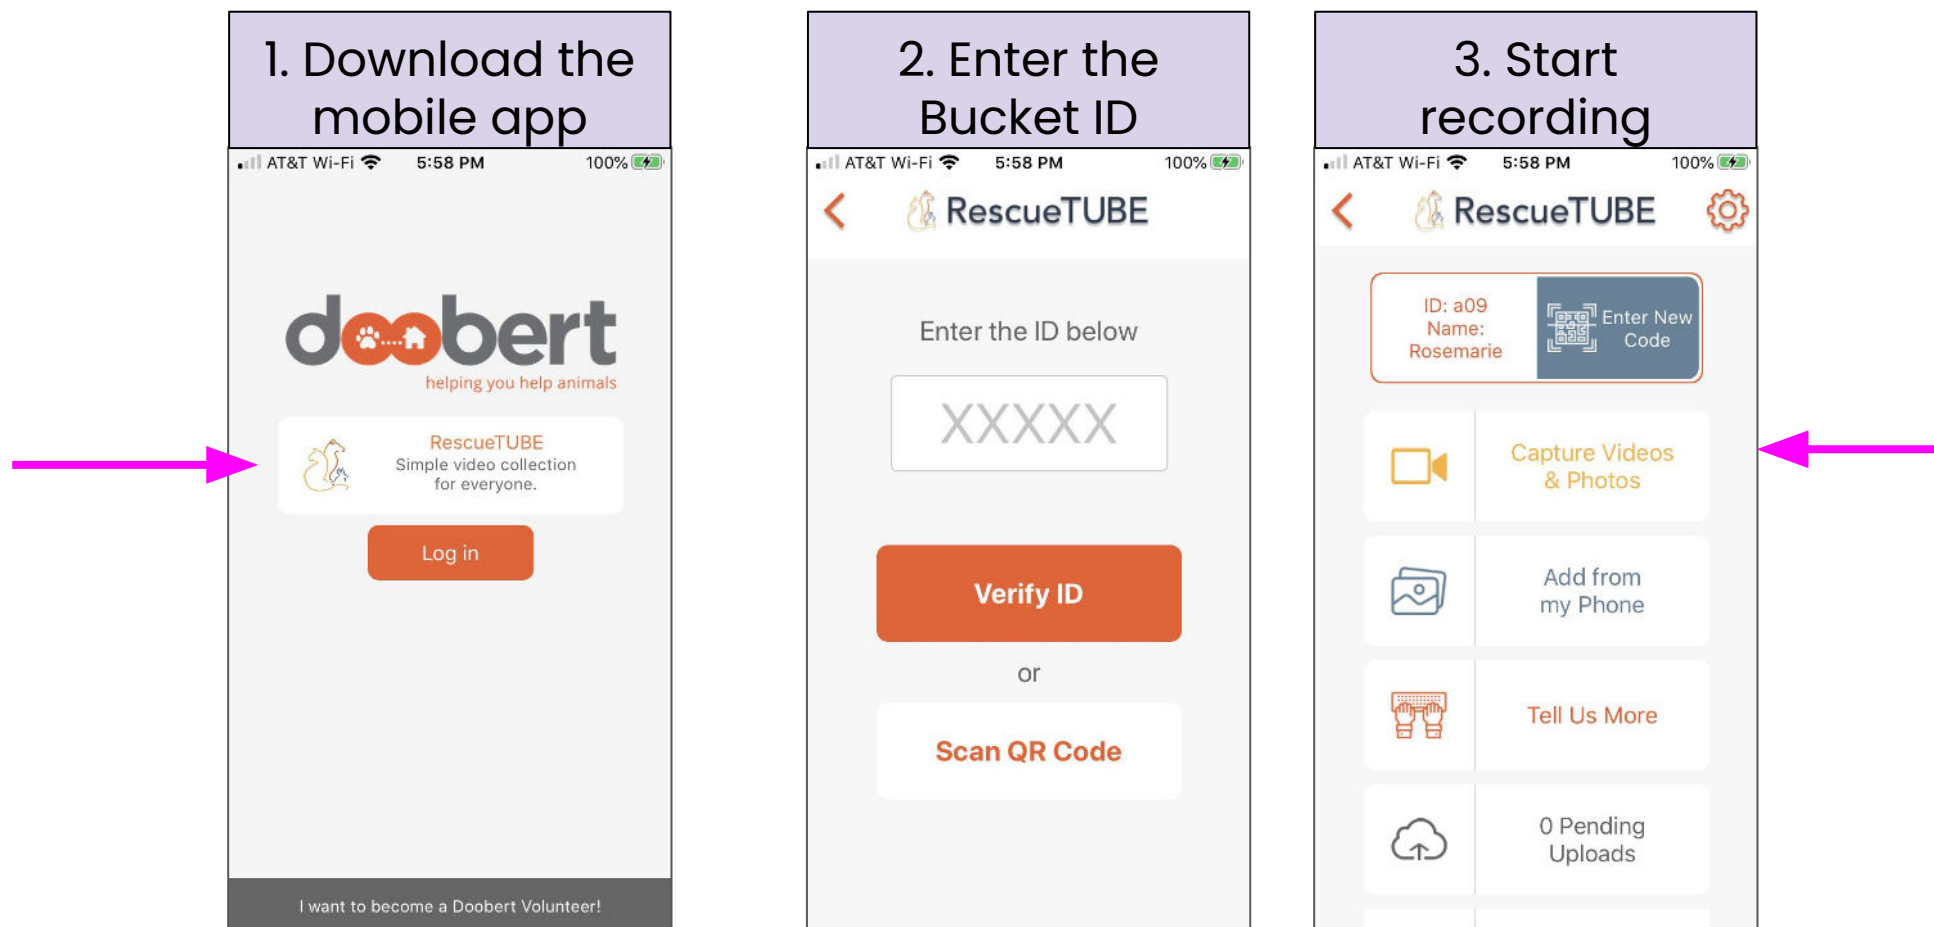 1. Download the
mobile app
AT&T Wi-Fi 5:58 PM 100%
doobert
helping you help animals
RescueTUBE
Simple video collection
for everyone.
Log in
I want to become a Doobert Volunteer!
2. Enter the
Bucket ID
AT&T Wi-Fi 5:58 PM 100%
RescueTUBE
Enter the ID below
XXXXX
Verify ID
or
Scan QR Code
3. Start
recording
AT&T Wi-Fi 5:58 PM 100%
RescueTUBE
ID: a09
Name:
Rosemarie
Enter New
Code
Capture Videos
& Photos
Add from
my Phone
Tell Us More
0 Pending
Uploads